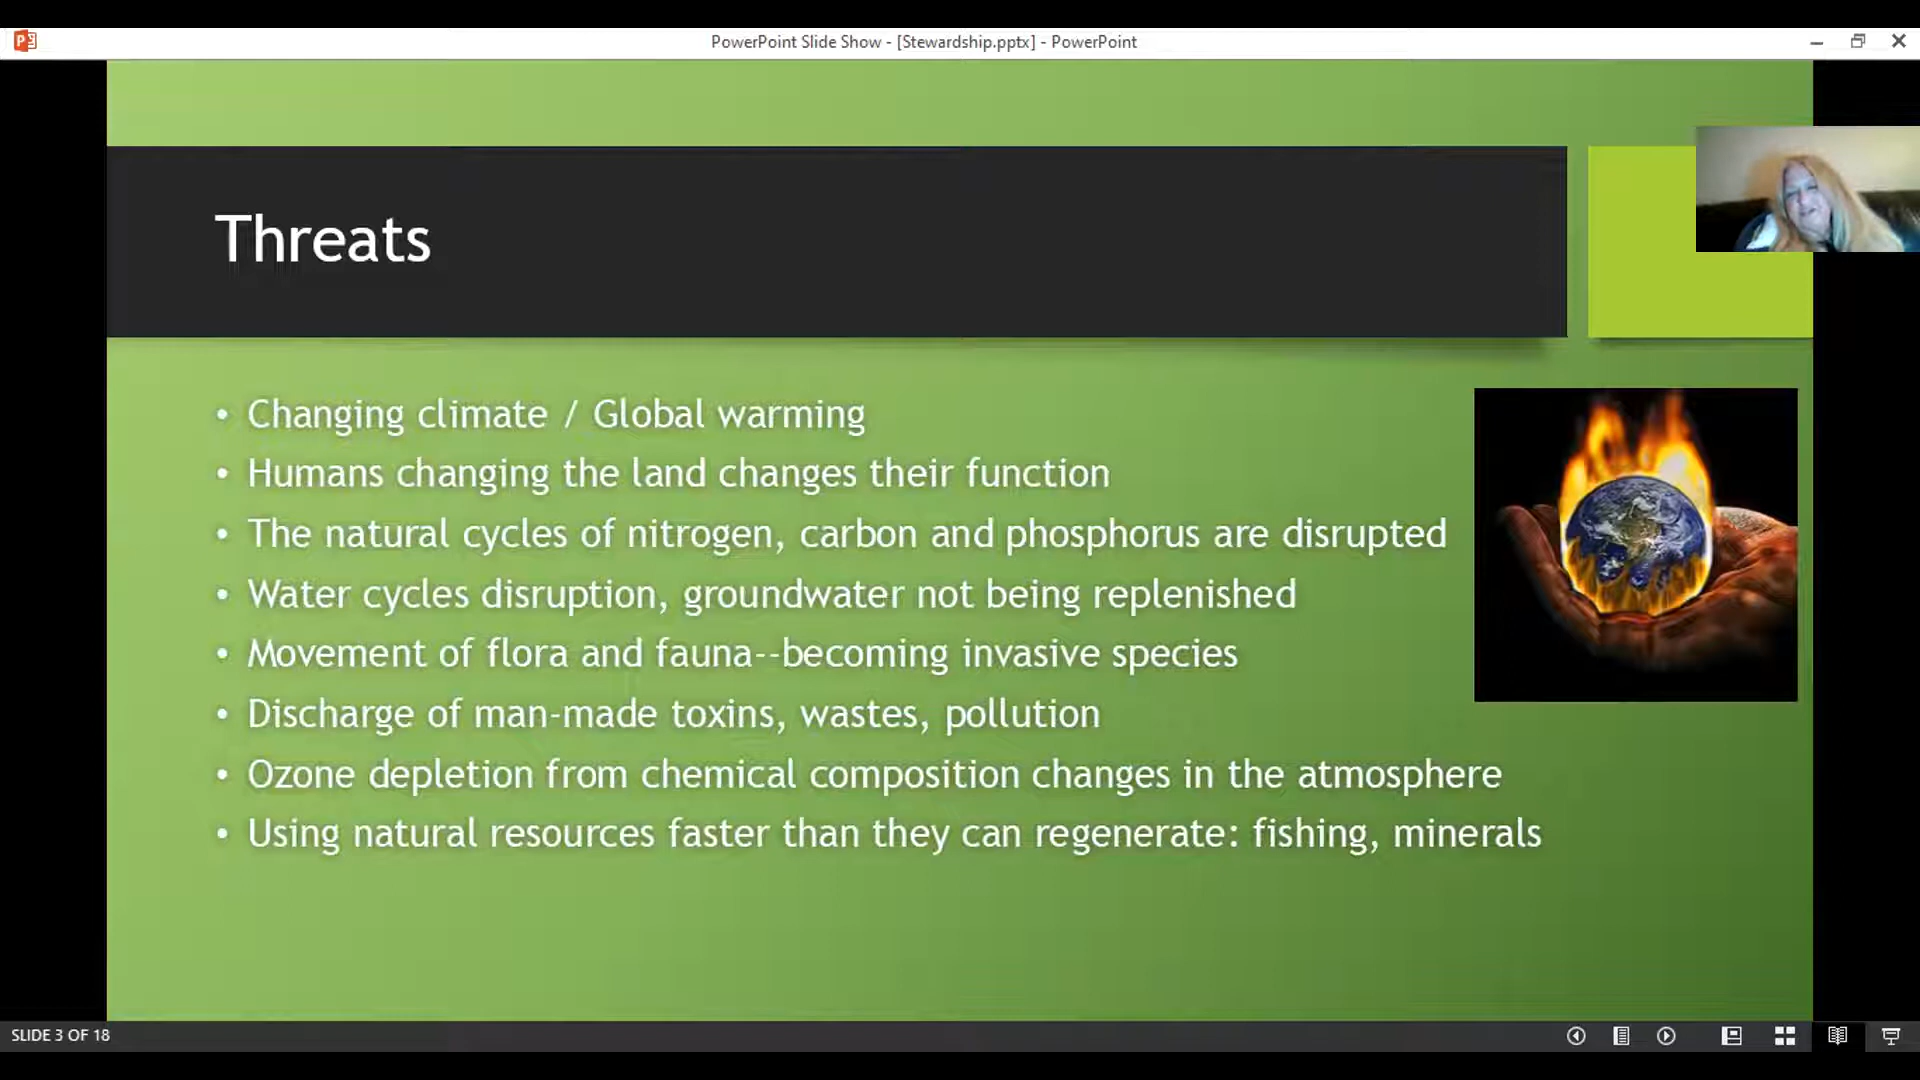 PowerPoint Slide Show - [Stewardship.pptx] - PowerPoint
Threats
• Changing climate / Global warming
• Humans changing the land changes their function
• The natural cycles of nitrogen, carbon and phosphorus are disrupted
• Water cycles disruption, groundwater not being replenished
• Movement of flora and fauna--becoming invasive species
• Discharge of man-made toxins, wastes, pollution
• Ozone depletion from chemical composition changes in the atmosphere
• Using natural resources faster than they can regenerate: fishing, minerals
SLIDE 3 OF 18